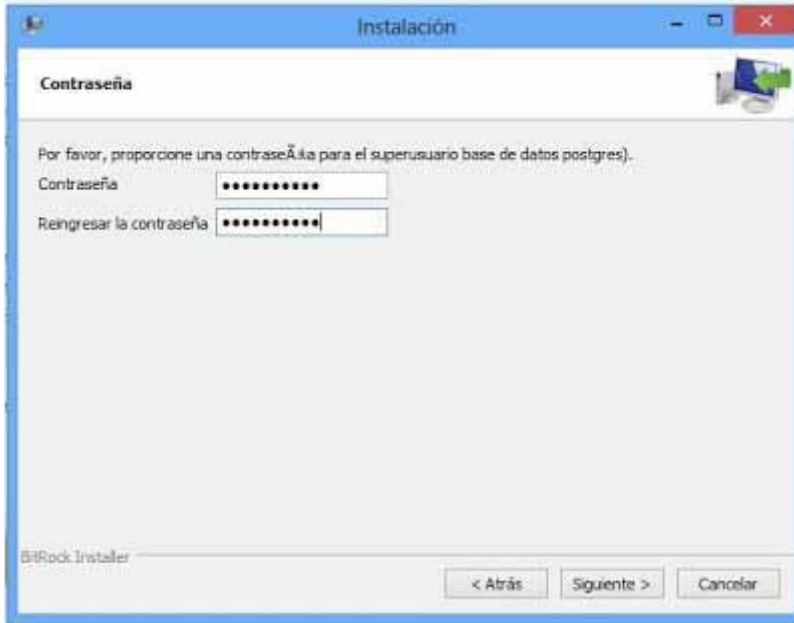 Instalación
Contraseña
Por favor, proporcione una contraseÃ±a para el superusuario base de datos postgres).
Contraseña ••••••••••
Reingresar la contraseña ••••••••••
BitRock Installer
< Atrás Siguiente > Cancelar